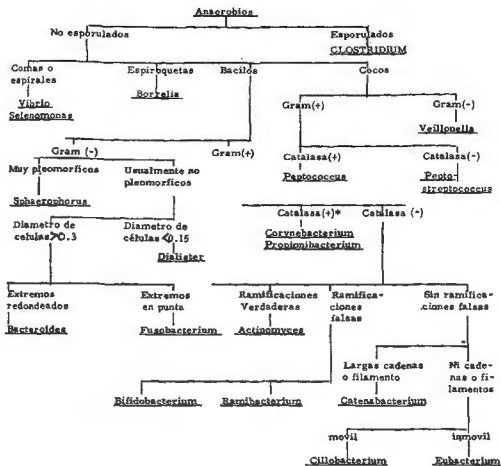 Anaerobios
No esporulados
Esporulados
CLOSTRIDIUM
Comas o
espirales
Vibrio
Selenomonas
Espiroquetas
Borrelia
Bacilos
Cocos
Gram(+)
Gram(-)
Veillonella
Catalasa(+)
Peptococcus
Catalasa(-)
Pepto-
streptococcus
Gram (-)
Gram(+)
Muy pleomorficos
Sphaerophorus
Usualmente no
pleomorficos
Diametro de
celulas>0.3
Diametro de
células<0.15
Dialister
Extremos
redondeados
Bacteroides
Extremos
en punta
Fusobacterium
Catalasa(+)*
Corynebacterium
Propionibacterium
Catalasa (-)
Ramificaciones
Verdaderas
Actinomyces
Ramifica-
ciones
falsas
Bifidobacterium
Ramibacterium
Sin ramifica-
ciones falsas
Largas cadenas
o filamento
Catenabacterium
Ni cade-
nas o fi-
lamentos
movil
Cillobacterium
inmovil
Eubacterium